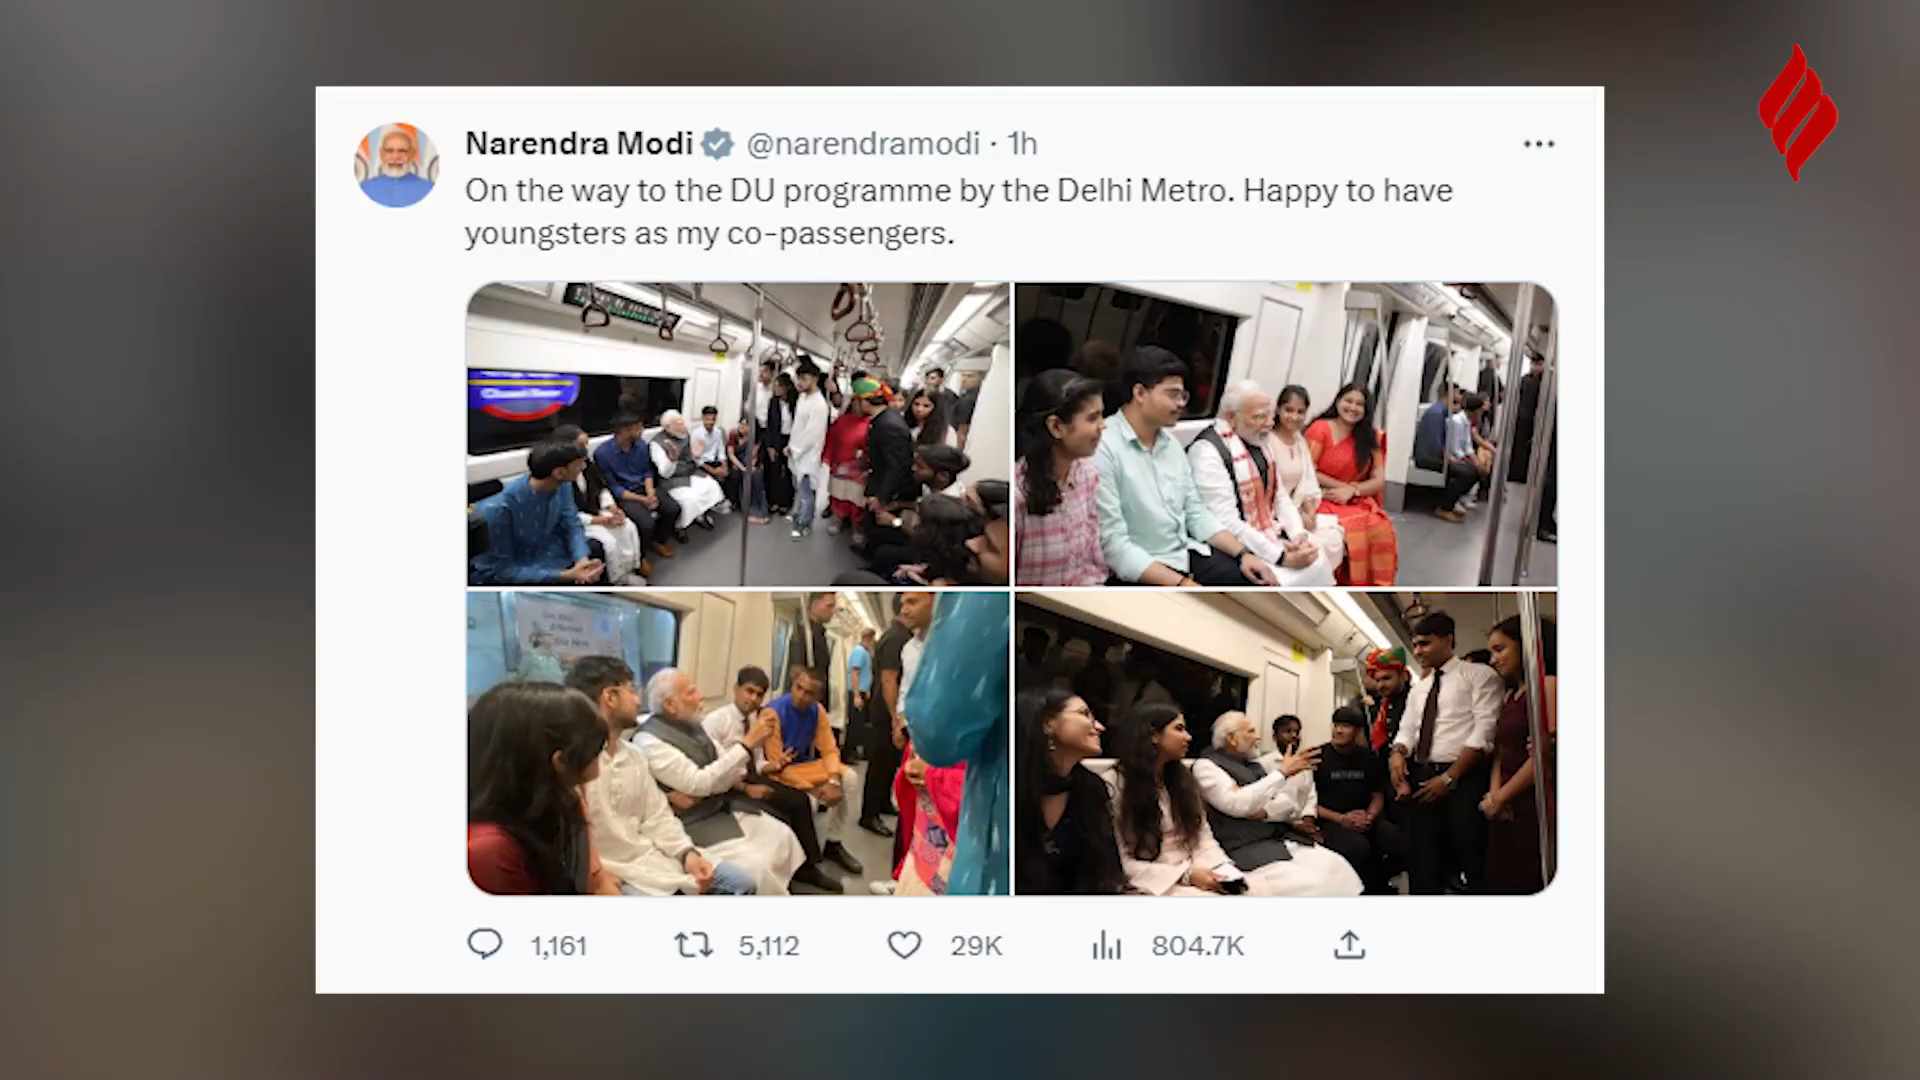 Narendra Modi @narendramodi · 1h
On the way to the DU programme by the Delhi Metro. Happy to have
youngsters as my co-passengers.
1,161 5,112 29K 804.7K